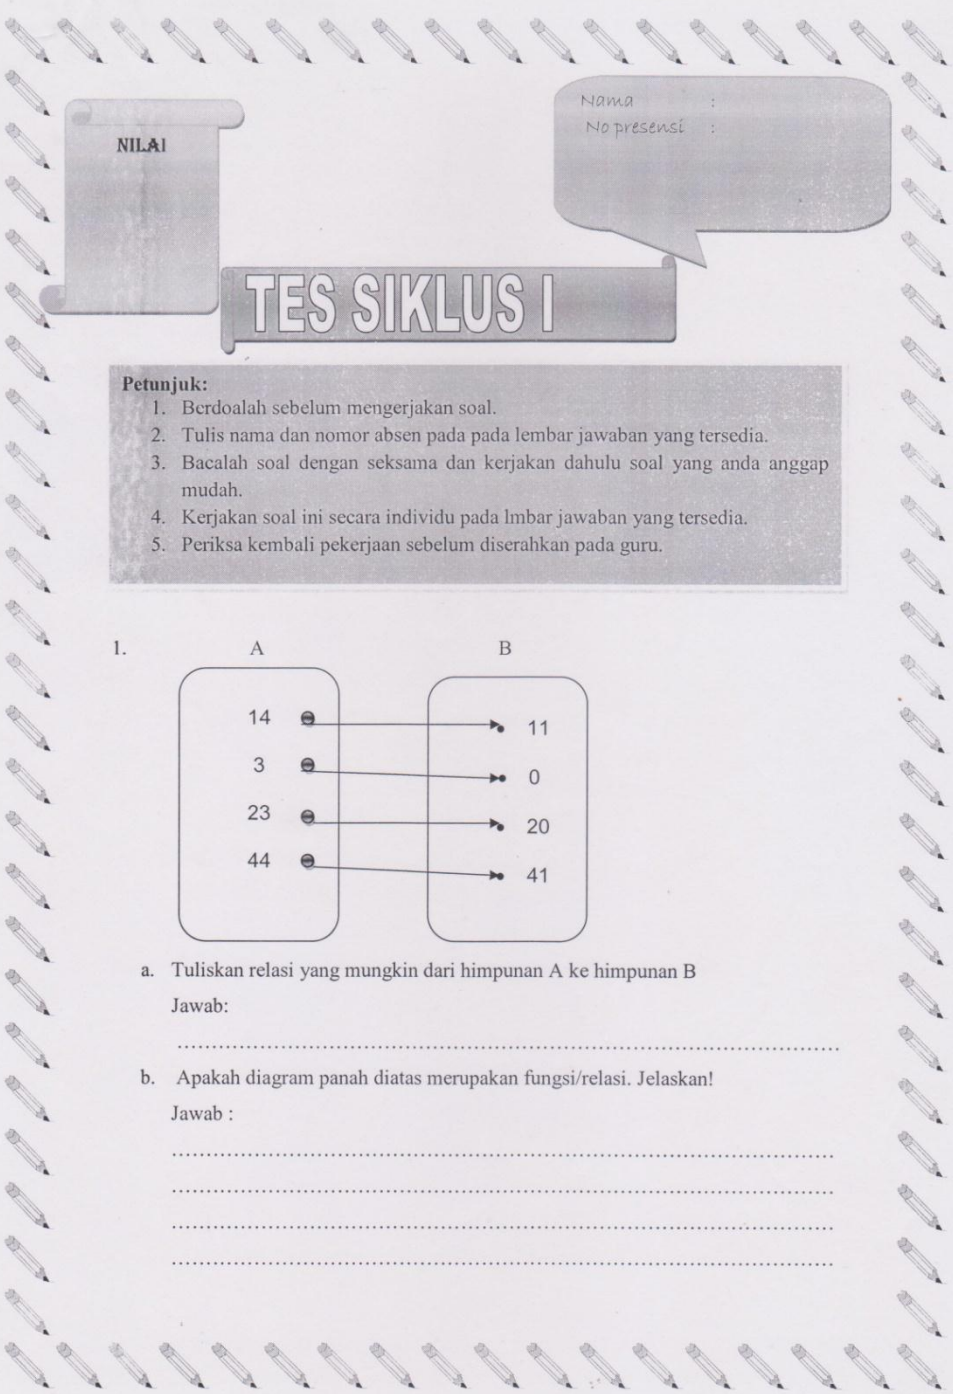 Nama :
No presensi :
NILAI
TES SIKLUS I
Petunjuk:
1. Berdoalah sebelum mengerjakan soal.
2. Tulis nama dan nomor absen pada pada lembar jawaban yang tersedia.
3. Bacalah soal dengan seksama dan kerjakan dahulu soal yang anda anggap
mudah.
4. Kerjakan soal ini secara individu pada lmbar jawaban yang tersedia.
5. Periksa kembali pekerjaan sebelum diserahkan pada guru.
1. A B
14 11
3 0
23 20
44 41
a. Tuliskan relasi yang mungkin dari himpunan A ke himpunan B
Jawab:
b. Apakah diagram panah diatas merupakan fungsi/relasi. Jelaskan!
Jawab :